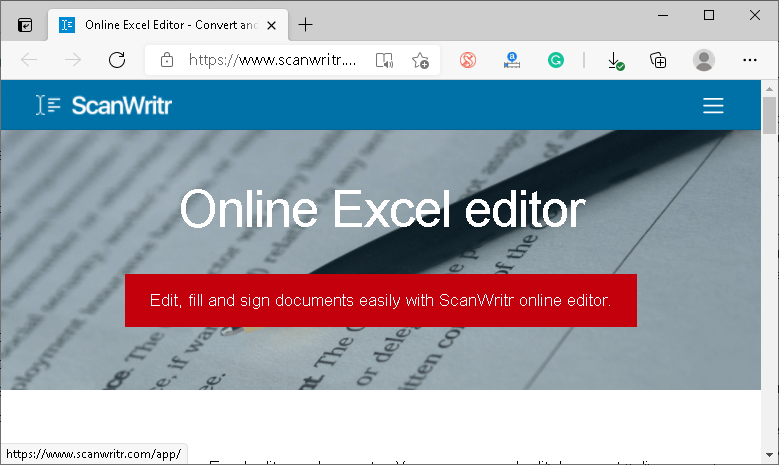 Online Excel Editor - Convert and
https://www.scanwritr....
ScanWritr
Online Excel editor
Edit, fill and sign documents easily with ScanWritr online editor.
https://www.scanwritr.com/app/